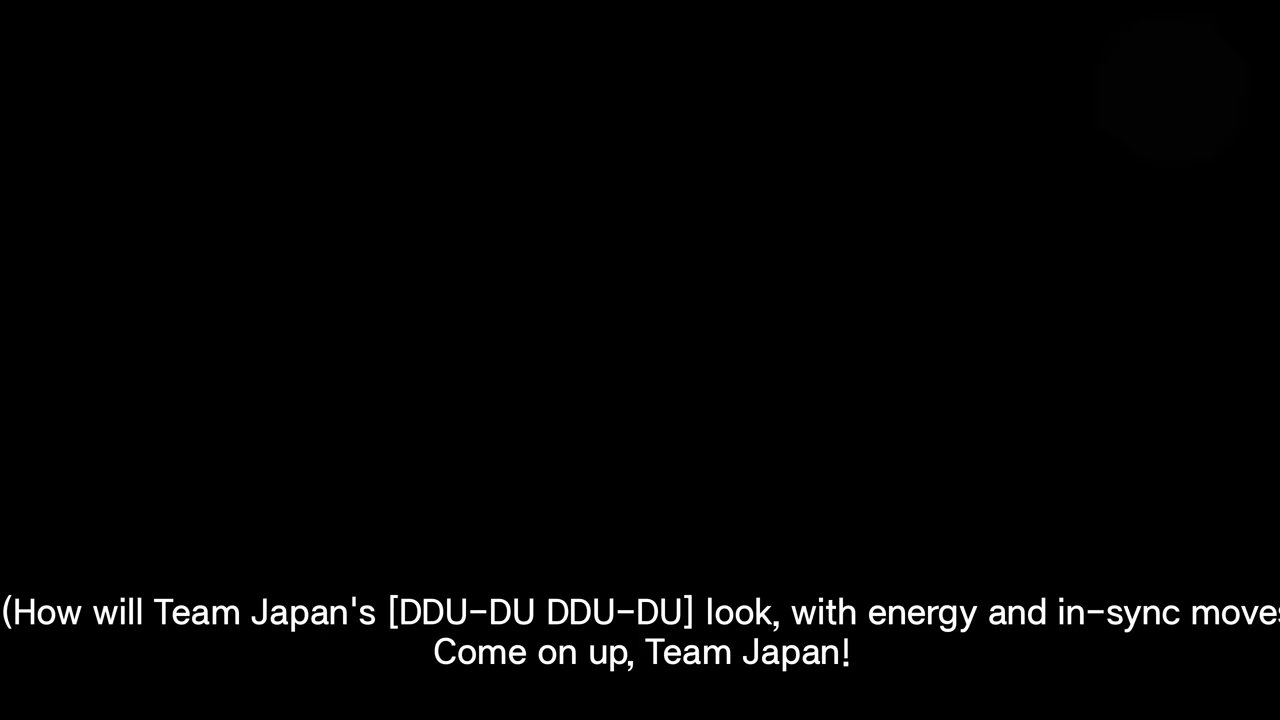 (How will Team Japan's [DDU-DU DDU-DU] look, with energy and in-sync moves
Come on up, Team Japan!